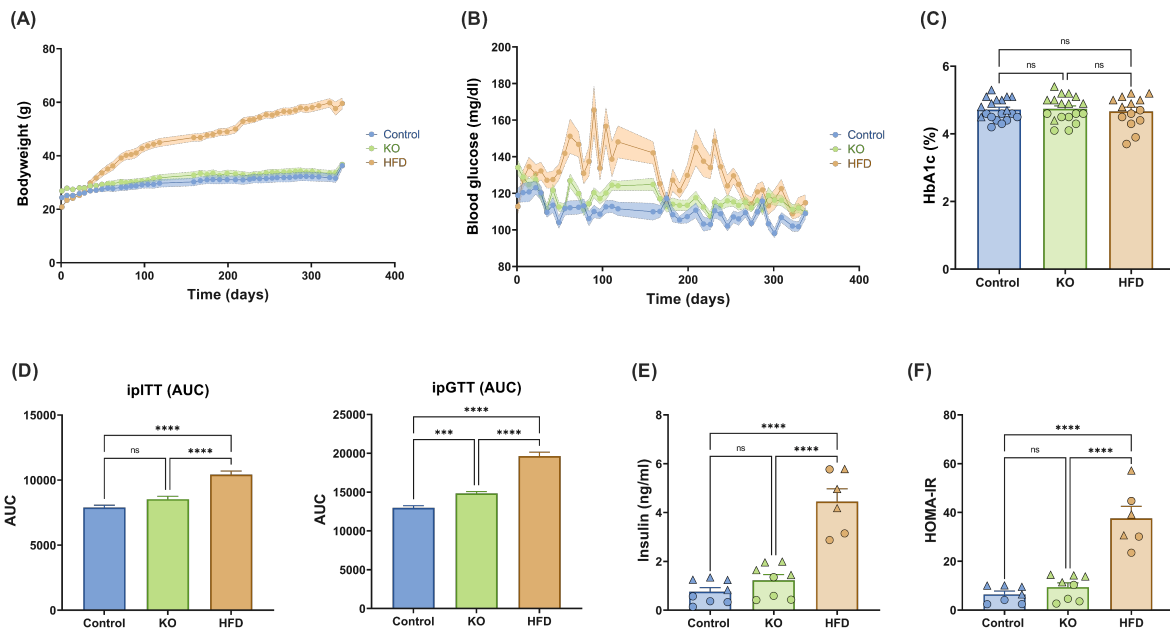 (A)
Bodyweight (g)
80
60
40
20
0
0 100 200 300 400
Time (days)
Control
KO
HFD
(B)
Blood glucose (mg/dl)
200
180
160
140
120
100
80
0 100 200 300 400
Time (days)
Control
KO
HFD
(C)
HbA1c (%)
6
4
2
0
ns
ns ns
Control KO HFD
(D)
ipITT (AUC)
AUC
15000
10000
5000
0
****
ns ****
Control KO HFD
ipGTT (AUC)
AUC
25000
20000
15000
10000
5000
0
****
*** ****
Control KO HFD
(E)
Insulin (ng/ml)
8
6
4
2
0
****
ns ****
Control KO HFD
(F)
HOMA-IR
80
60
40
20
0
****
ns ****
Control KO HFD